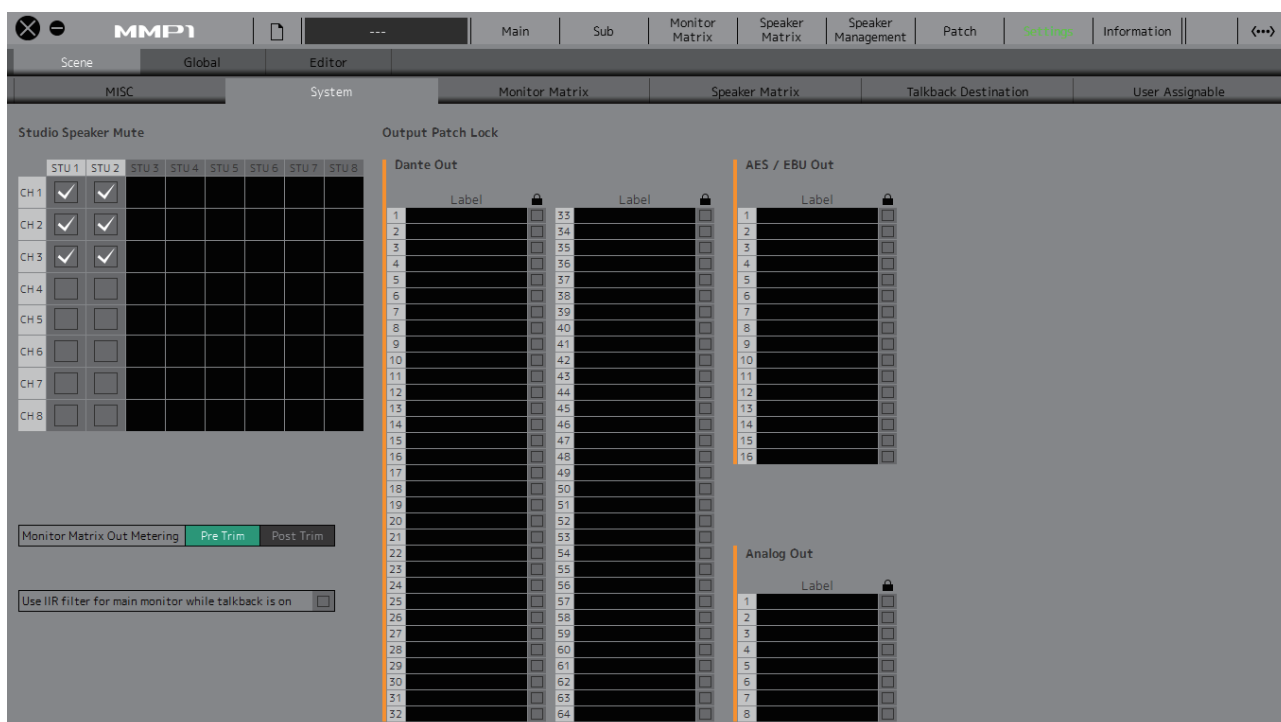 MMP1
---
Main
Sub
Monitor
Matrix
Speaker
Matrix
Speaker
Management
Patch
Settings
Information
Scene
Global
Editor
MISC
System
Monitor Matrix
Speaker Matrix
Talkback Destination
User Assignable
Studio Speaker Mute
STU 1 STU 2 STU 3 STU 4 STU 5 STU 6 STU 7 STU 8
CH 1
CH 2
CH 3
CH 4
CH 5
CH 6
CH 7
CH 8
Monitor Matrix Out Metering Pre Trim Post Trim
Use IIR filter for main monitor while talkback is on
Output Patch Lock
Dante Out
Label Label
1 33
2 34
3 35
4 36
5 37
6 38
7 39
8 40
9 41
10 42
11 43
12 44
13 45
14 46
15 47
16 48
17 49
18 50
19 51
20 52
21 53
22 54
23 55
24 56
25 57
26 58
27 59
28 60
29 61
30 62
31 63
32 64
AES / EBU Out
Label
1
2
3
4
5
6
7
8
9
10
11
12
13
14
15
16
Analog Out
Label
1
2
3
4
5
6
7
8